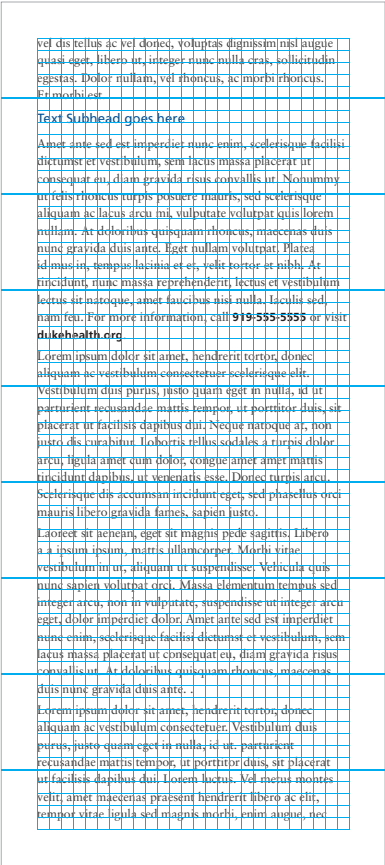 vel dis tellus ac vel donec, voluptas dignissim nisl augue
quasi eget, libero ut, integer nunc nulla cras, sollicitudin
egestas. Dolor nullam, vel rhoncus, ac morbi rhoncus.
Et morbi est
Text Subhead goes here
Amet ante sed est imperdiet nunc enim, scelerisque facilisi
dictumst et vestibulum, sem lacus massa placerat ut
consequat eu, diam gravida risus convallis ut. Nonummy
ut felis rhoncus turpis posuere mauris, sed scelerisque
aliquam ac lacus arcu mi, vulputate volutpat quis lorem
nullam. At doloribus quisquam rhoncus, maecenas duis
nunc gravida duis ante. Eget nullam volutpat. Platea
id mus in, tempus lacinia et et, velit tortor et nibh. At
tincidunt, nunc massa reprehenderit, lectus et vestibulum
lectus sit natoque, amet faucibus nisi nulla. Iaculis sed
nam feu. For more information, call 919-555-5555 or visit
dukehealth.org
Lorem ipsum dolor sit amet, hendrerit tortor, donec
aliquam ac vestibulum consectetuer scelerisque elit.
Vestibulum duis purus, justo quam eget in nulla, id ut
parturient recusandae mattis tempor, ut porttitor duis, sit
placerat ut facilisis dapibus dui. Neque natoque at, non
justo dis curabitur. Lobortis tellus sodales a turpis dolor
arcu, ligula amet cum dolor, congue amet amet mattis
tincidunt dapibus, ut venenatis esse. Donec turpis arcu.
Scelerisque dis accumsan incidunt eget, sed phasellus orci
mauris libero gravida fames, sapien justo.
Laoreet sit aenean, eget sit magnis pede sagittis. Libero
a a ipsum ipsum, mattis ullamcorper. Morbi vitae
vestibulum in ut, aliquam ut suspendisse. Vehicula quis
nunc sapien volutpat orci. Massa elementum tempus sed
integer arcu, non in vulputate, suspendisse ut integer arcu
eget, dolor imperdiet dolor. Amet ante sed est imperdiet
nunc enim, scelerisque facilisi dictumst et vestibulum, sem
lacus massa placerat ut consequat eu, diam gravida risus
convallis ut. At doloribus quisquam rhoncus, maecenas
duis nunc gravida duis ante. .
Lorem ipsum dolor sit amet, hendrerit tortor, donec
aliquam ac vestibulum consectetuer. Vestibulum duis
purus, justo quam eget in nulla, id ut. parturient
recusandae mattis tempor, ut porttitor duis, sit placerat
ut facilisis dapibus dui. Lorem luctus. Vel metus montes
velit, amet maecenas praesent hendrerit libero ac elit,
tempor vitae ligula sed magnis morbi, enim augue, nec